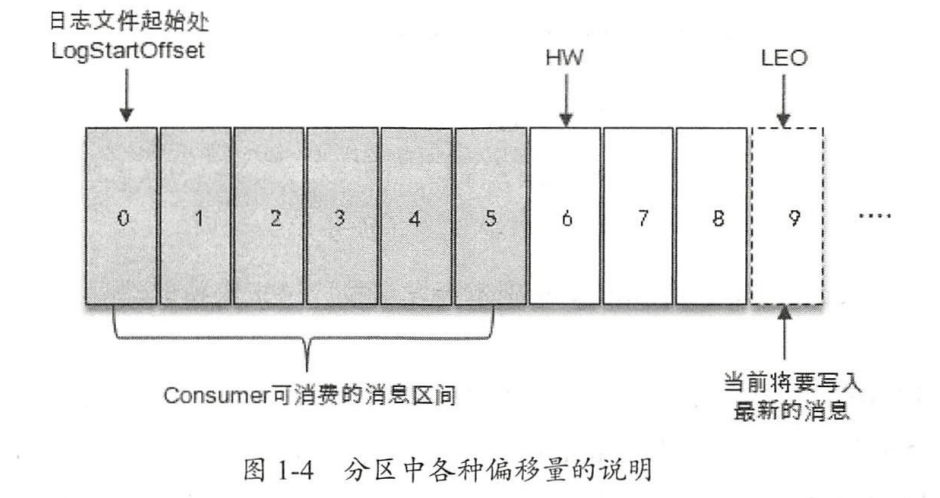 日志文件起始处
LogStartOffset
HW
LEO
0 1 2 3 4 5 6 7 8 9 ....
Consumer可消费的消息区间
当前将要写入
最新的消息
图 1-4 分区中各种偏移量的说明